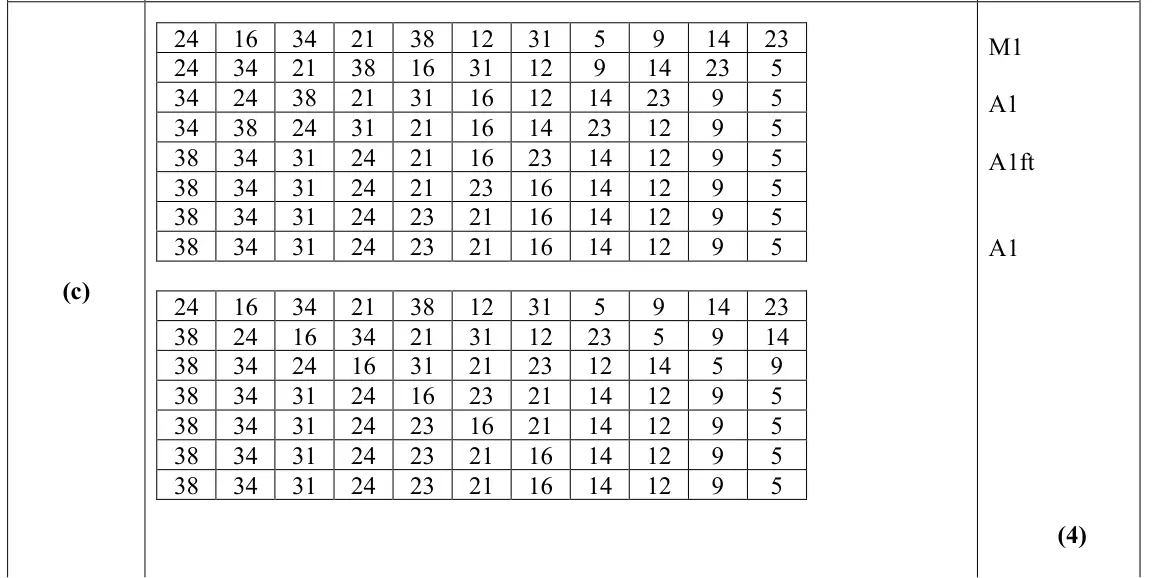 24 16 34 21 38 12 31 5 9 14 23
M1
24 34 21 38 16 31 12 9 14 23 5
34 24 38 21 31 16 12 14 23 9 5
A1
34 38 24 31 21 16 14 23 12 9 5
38 34 31 24 21 16 23 14 12 9 5
A1ft
38 34 31 24 21 23 16 14 12 9 5
38 34 31 24 23 21 16 14 12 9 5
38 34 31 24 23 21 16 14 12 9 5
A1
(c)
24 16 34 21 38 12 31 5 9 14 23
38 24 16 34 21 31 12 23 5 9 14
38 34 24 16 31 21 23 12 14 5 9
38 34 31 24 16 23 21 14 12 9 5
38 34 31 24 23 16 21 14 12 9 5
38 34 31 24 23 21 16 14 12 9 5
38 34 31 24 23 21 16 14 12 9 5
(4)